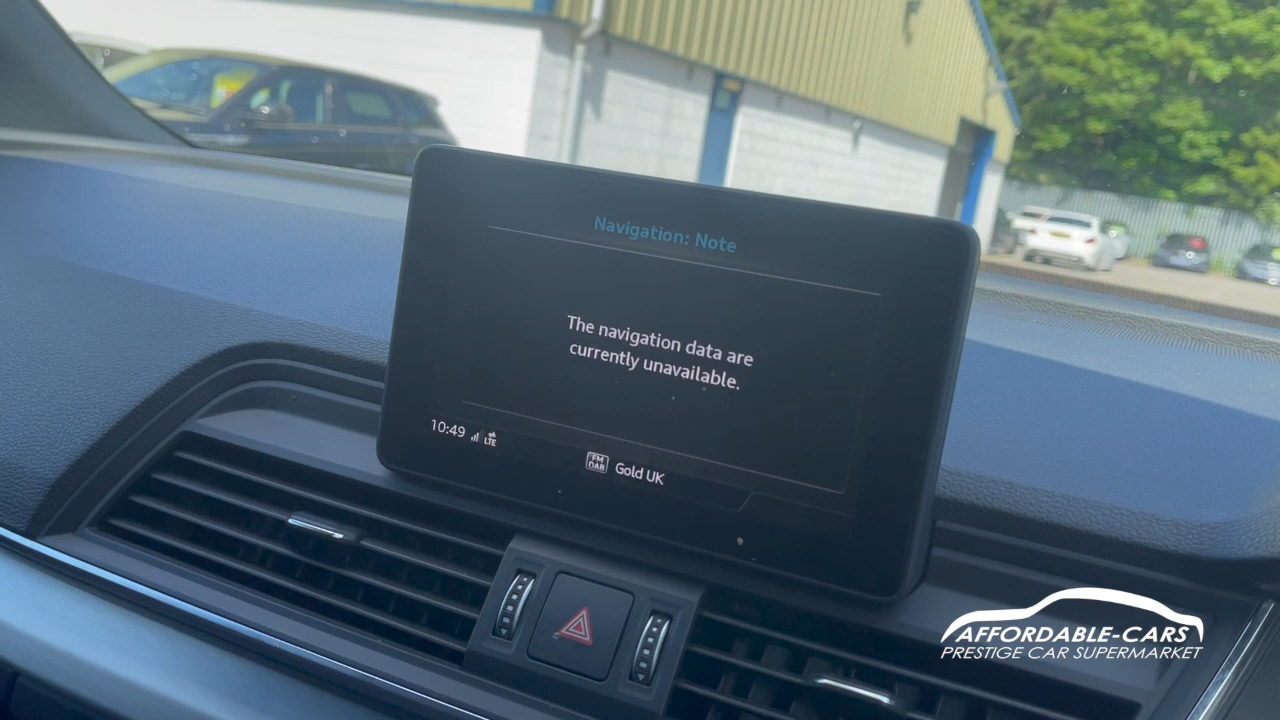 Navigation: Note
The navigation data are
currently unavailable.
10:49 LTE
FM
DAB
Gold UK
AFFORDABLE-CARS
PRESTIGE CAR SUPERMARKET